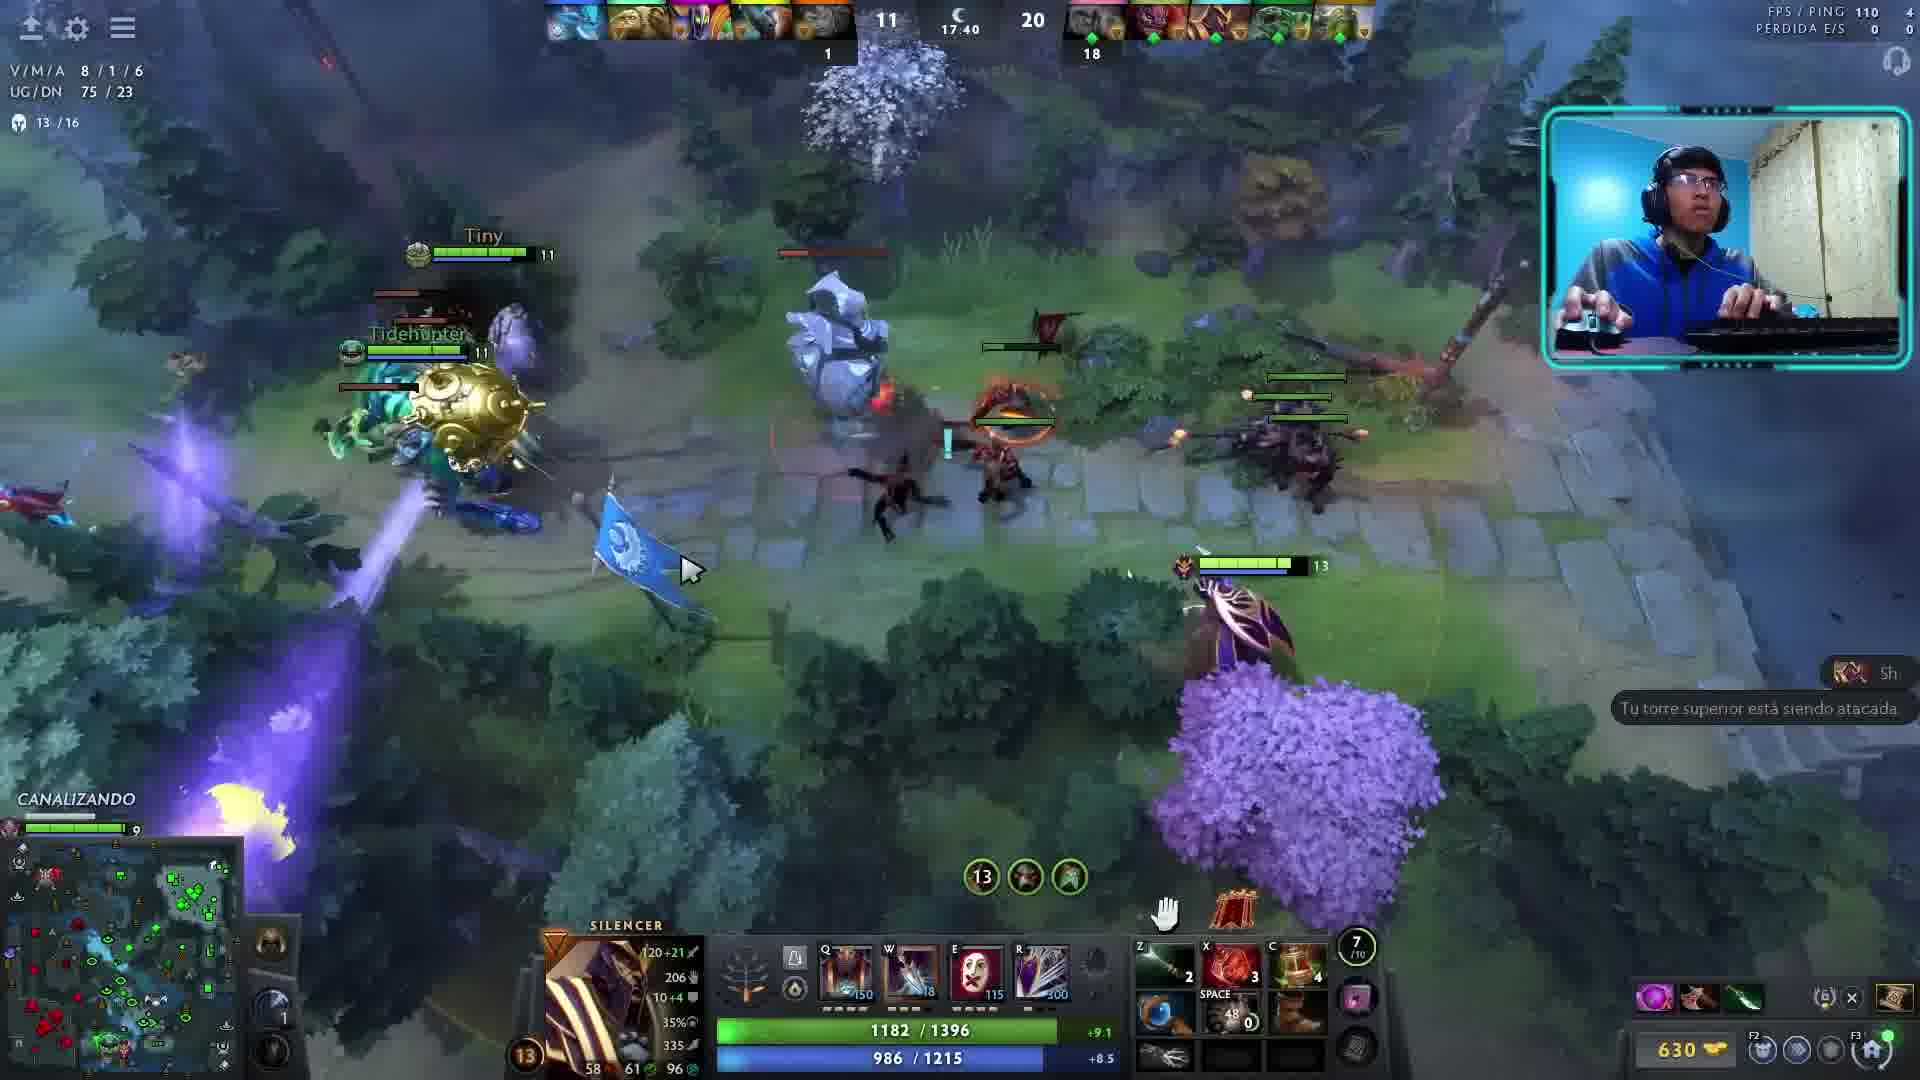 11
17:40
20
1
18
FPS / PING 110 4
PÉRDIDA E/S 0 0
V/M/A 8 / 1 / 6
UG/DN 75 / 23
13 /16
Tiny
11
Tidehunter
11
13
Sh
Tu torre superior está siendo atacada.
CANALIZANDO
9
1
13
SILENCER
120 +21
206
10 +4
35%
335
13
58 61 96
Q W E R
150 18 115 300
1182 / 1396 +9.1
986 / 1215 +8.5
Z 2 X 3 C 4
SPACE
48 0
7
/10
630
F2 F3